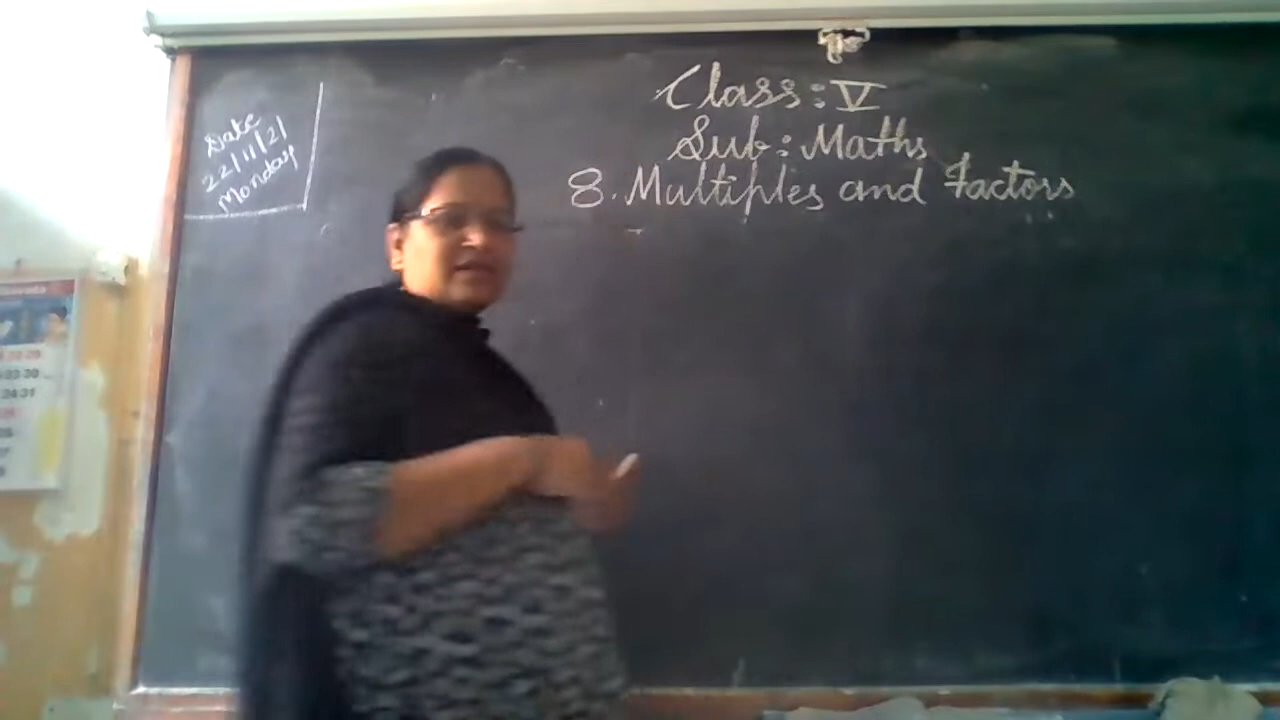 Date
22/11/21
Monday
Class: V
Sub: Maths
8. Multiples and Factors